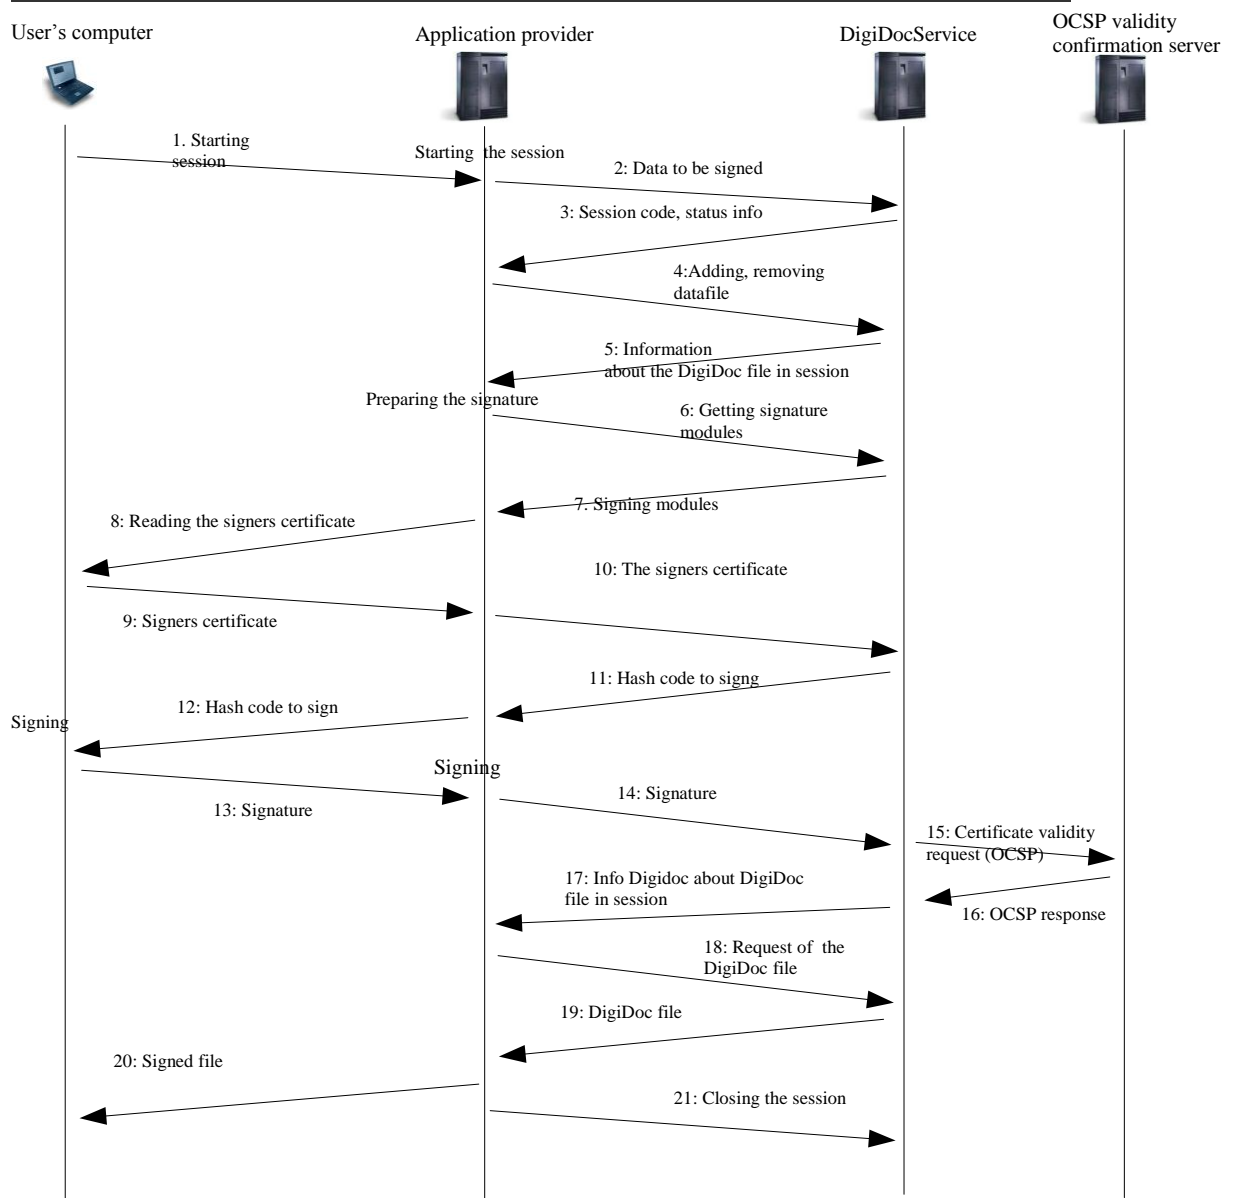 User's computer
Application provider
DigiDocService
OCSP validity
confirmation server
1. Starting
session
Starting the session
2: Data to be signed
3: Session code, status info
4:Adding, removing
datafile
5: Information
about the DigiDoc file in session
Preparing the signature
6: Getting signature
modules
7. Signing modules
8: Reading the signers certificate
10: The signers certificate
9: Signers certificate
11: Hash code to signg
12: Hash code to sign
Signing
Signing
14: Signature
13: Signature
15: Certificate validity
request (OCSP)
17: Info Digidoc about DigiDoc
file in session
16: OCSP response
18: Request of the
DigiDoc file
19: DigiDoc file
20: Signed file
21: Closing the session